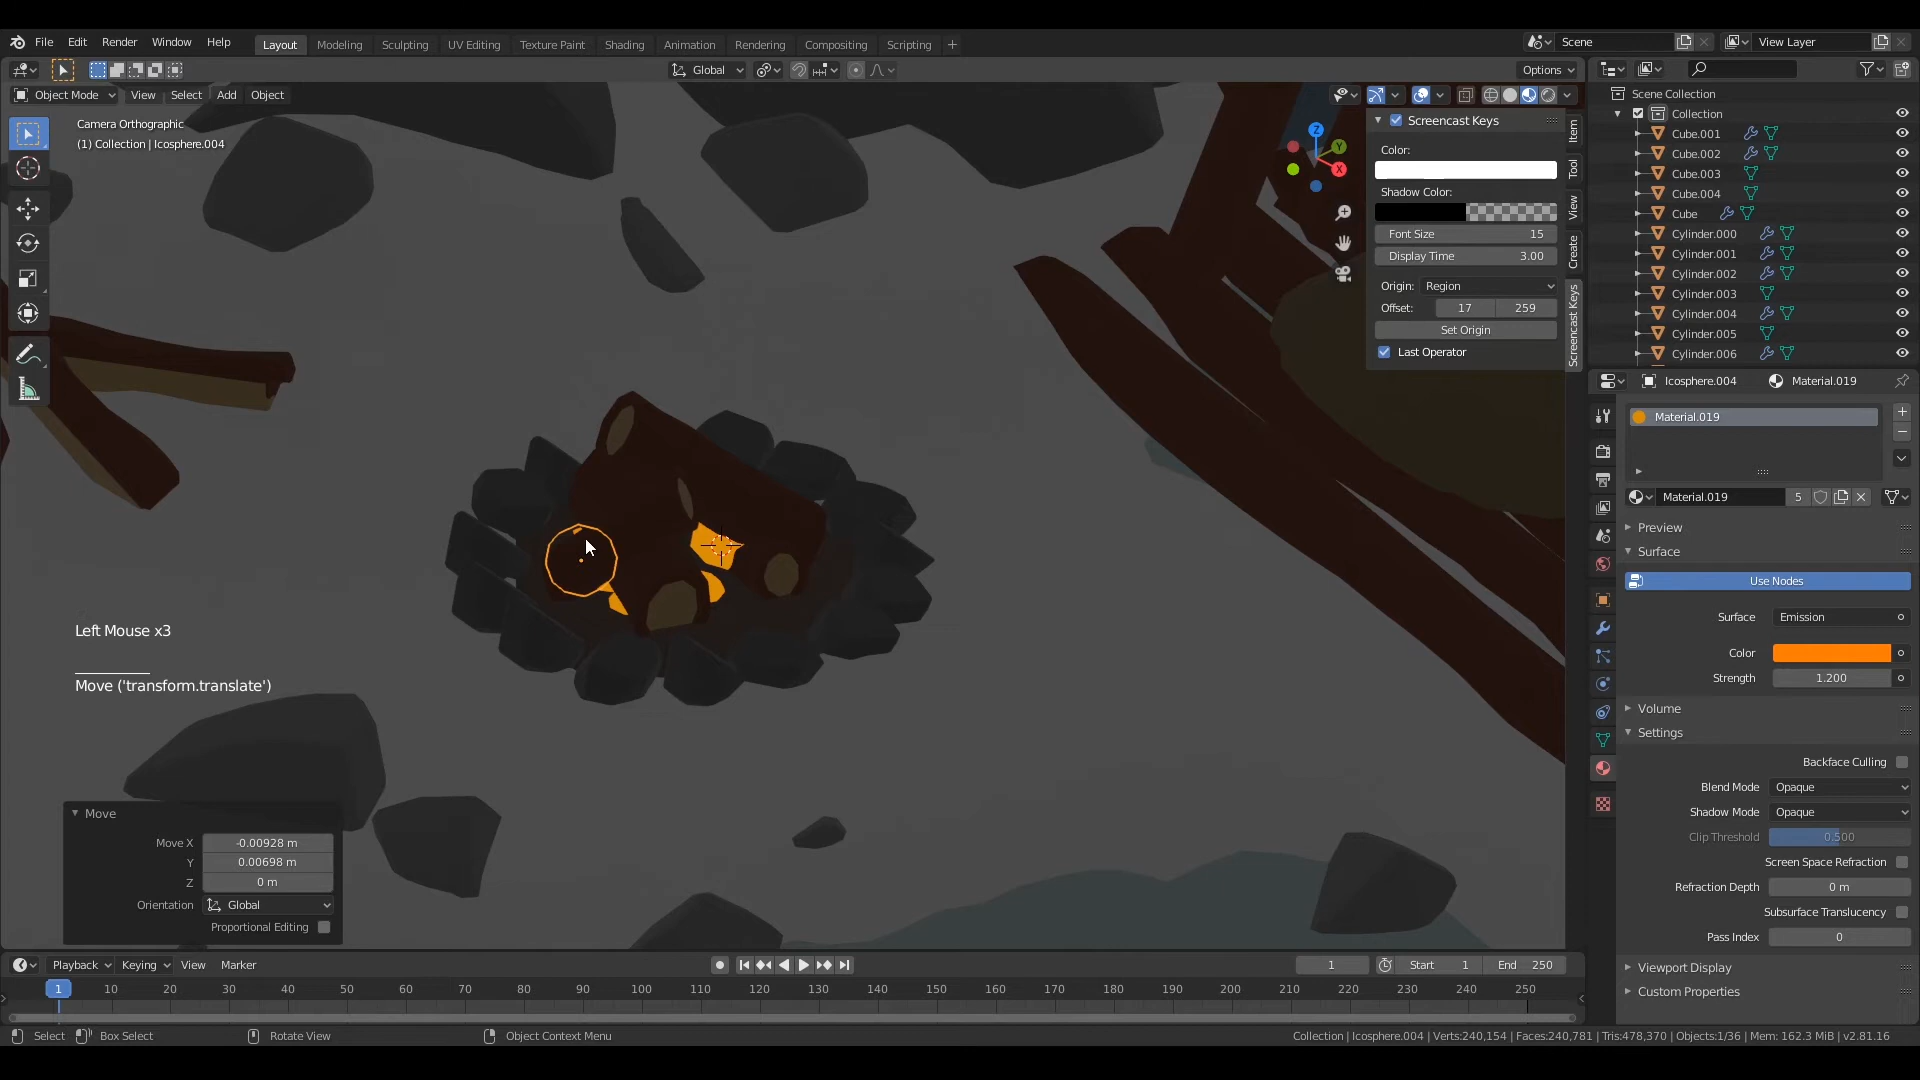 File Edit Render Window Help Layout Modeling Sculpting UV Editing Texture Paint Shading Animation Rendering Compositing Scripting + Scene View Layer
Global Options
Object Mode View Select Add Object
Camera Orthographic
(1) Collection | Icosphere.004
Z
Y
X
Screencast Keys
Color:
Shadow Color:
Font Size 15
Display Time 3.00
Origin: Region
Offset: 17 259
Set Origin
Last Operator
Item
Tool
View
Create
Screencast Keys
Scene Collection
Collection
Cube.001
Cube.002
Cube.003
Cube.004
Cube
Cylinder.000
Cylinder.001
Cylinder.002
Cylinder.003
Cylinder.004
Cylinder.005
Cylinder.006
Icosphere.004 Material.019
Material.019
Material.019 5
Preview
Surface
Use Nodes
Surface Emission
Color
Strength 1.200
Volume
Settings
Backface Culling
Blend Mode Opaque
Shadow Mode Opaque
Clip Threshold 0.500
Screen Space Refraction
Refraction Depth 0 m
Subsurface Translucency
Pass Index 0
Viewport Display
Custom Properties
Left Mouse x3
Move ('transform.translate')
Move
Move X -0.00928 m
Y 0.00698 m
Z 0 m
Orientation Global
Proportional Editing
Playback Keying View Marker 1 Start 1 End 250
1 10 20 30 40 50 60 70 80 90 100 110 120 130 140 150 160 170 180 190 200 210 220 230 240 250
Select Box Select Rotate View Object Context Menu Collection | Icosphere.004 | Verts:240,154 | Faces:240,781 | Tris:478,370 | Objects:1/36 | Mem: 162.3 MiB | v2.81.16